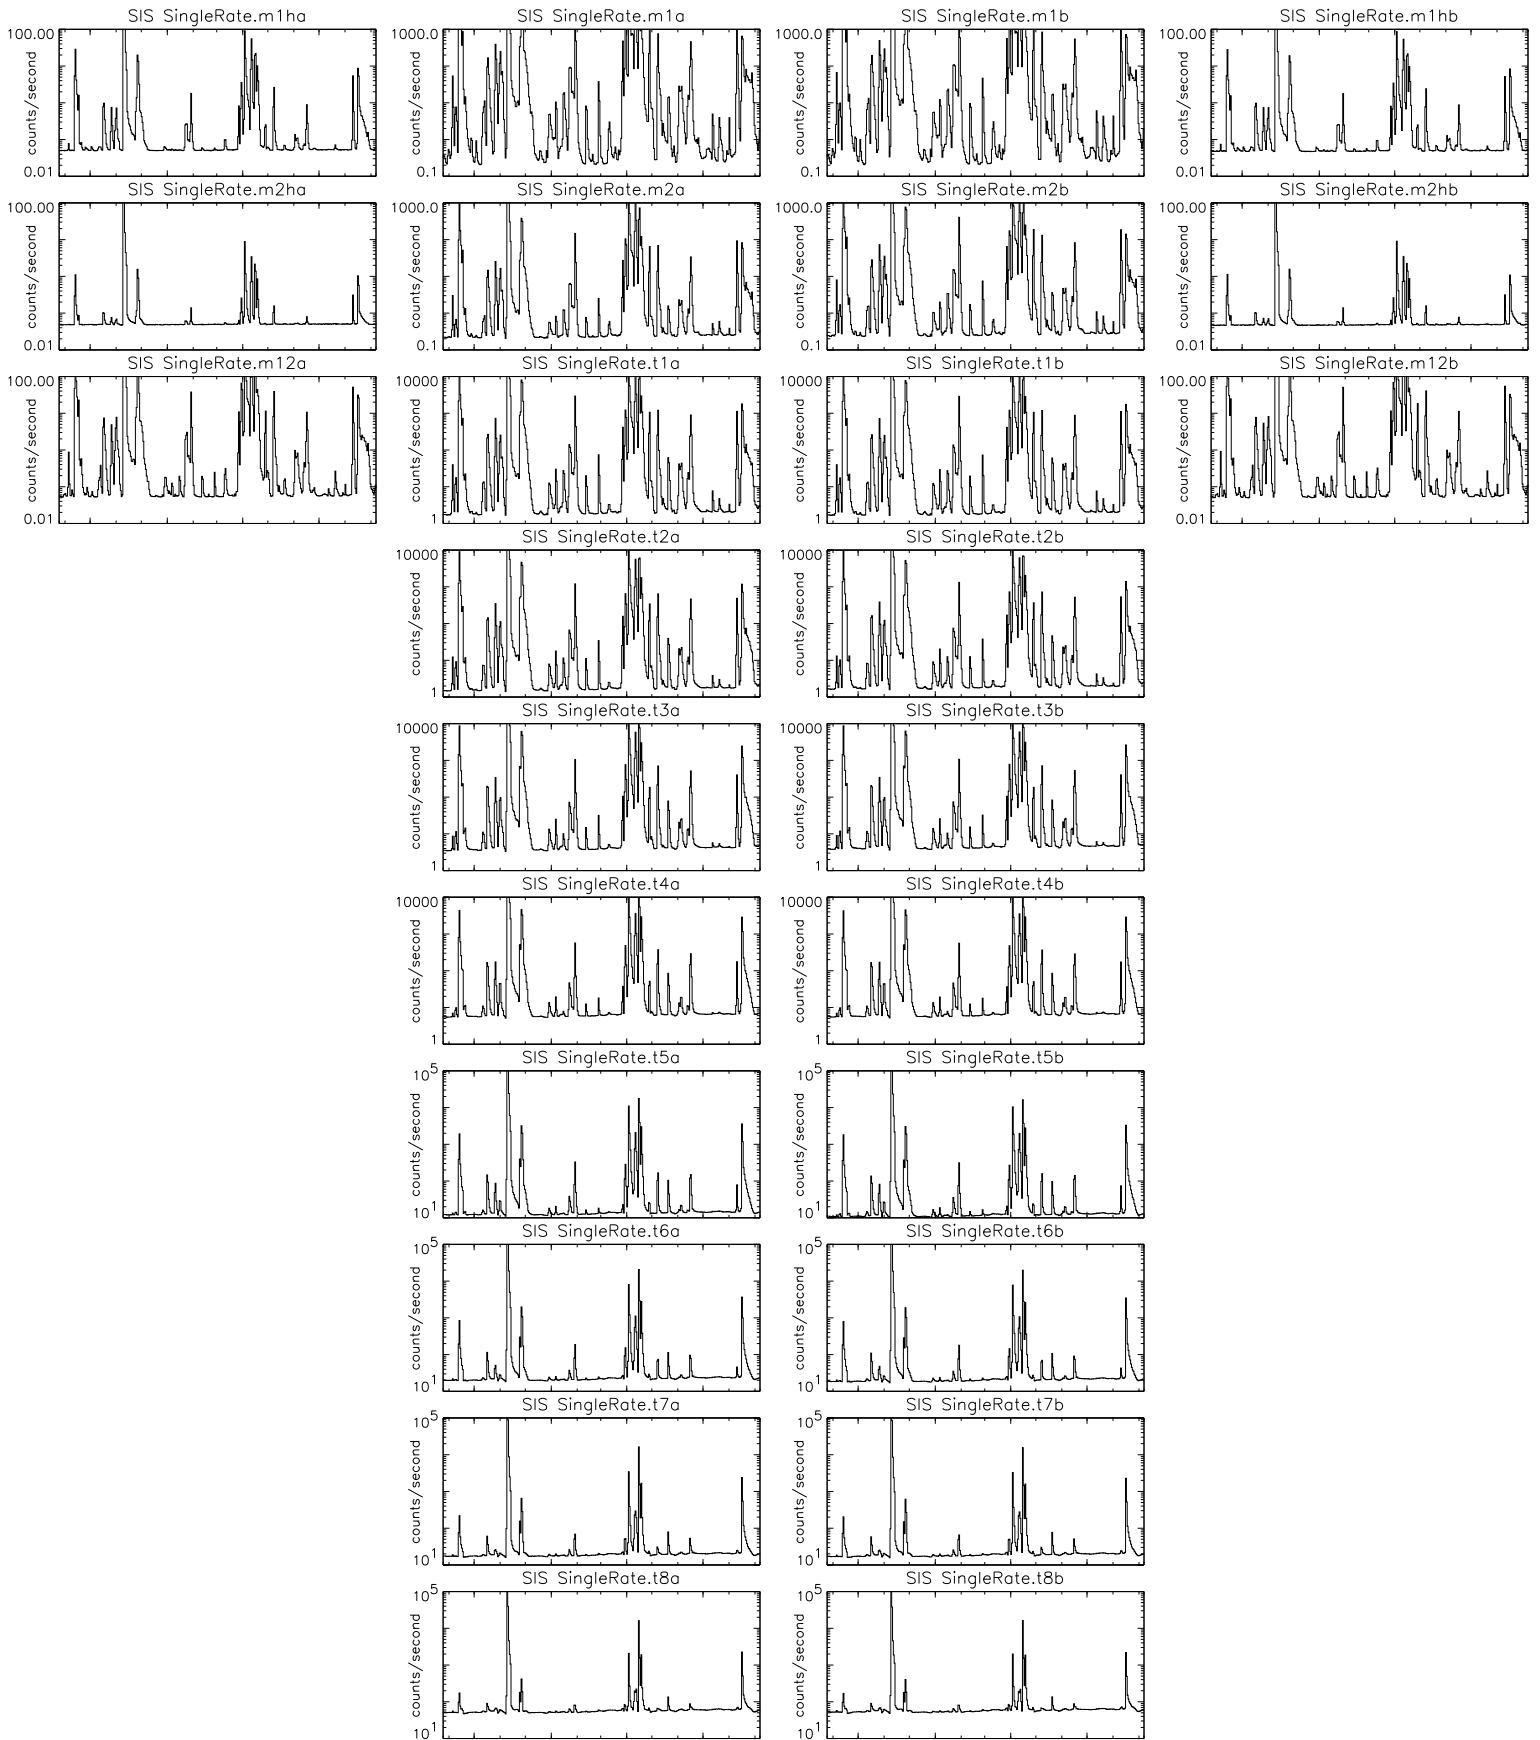 SIS SingleRate.m1ha
100.00
counts/second
0.01
SIS SingleRate.m1a
1000.0
counts/second
0.1
SIS SingleRate.m1b
1000.0
counts/second
0.1
SIS SingleRate.m1hb
100.00
counts/second
0.01
SIS SingleRate.m2ha
100.00
counts/second
0.01
SIS SingleRate.m2a
1000.0
counts/second
0.1
SIS SingleRate.m2b
1000.0
counts/second
0.1
SIS SingleRate.m2hb
100.00
counts/second
0.01
SIS SingleRate.m12a
100.00
counts/second
0.01
SIS SingleRate.t1a
10000
counts/second
1
SIS SingleRate.t1b
10000
counts/second
1
SIS SingleRate.m12b
100.00
counts/second
0.01
SIS SingleRate.t2a
10000
counts/second
1
SIS SingleRate.t2b
10000
counts/second
1
SIS SingleRate.t3a
10000
counts/second
1
SIS SingleRate.t3b
10000
counts/second
1
SIS SingleRate.t4a
10000
counts/second
1
SIS SingleRate.t4b
10000
counts/second
1
SIS SingleRate.t5a
10^5
counts/second
10^1
SIS SingleRate.t5b
10^5
counts/second
10^1
SIS SingleRate.t6a
10^5
counts/second
10^1
SIS SingleRate.t6b
10^5
counts/second
10^1
SIS SingleRate.t7a
10^5
counts/second
10^1
SIS SingleRate.t7b
10^5
counts/second
10^1
SIS SingleRate.t8a
10^5
counts/second
10^1
SIS SingleRate.t8b
10^5
counts/second
10^1